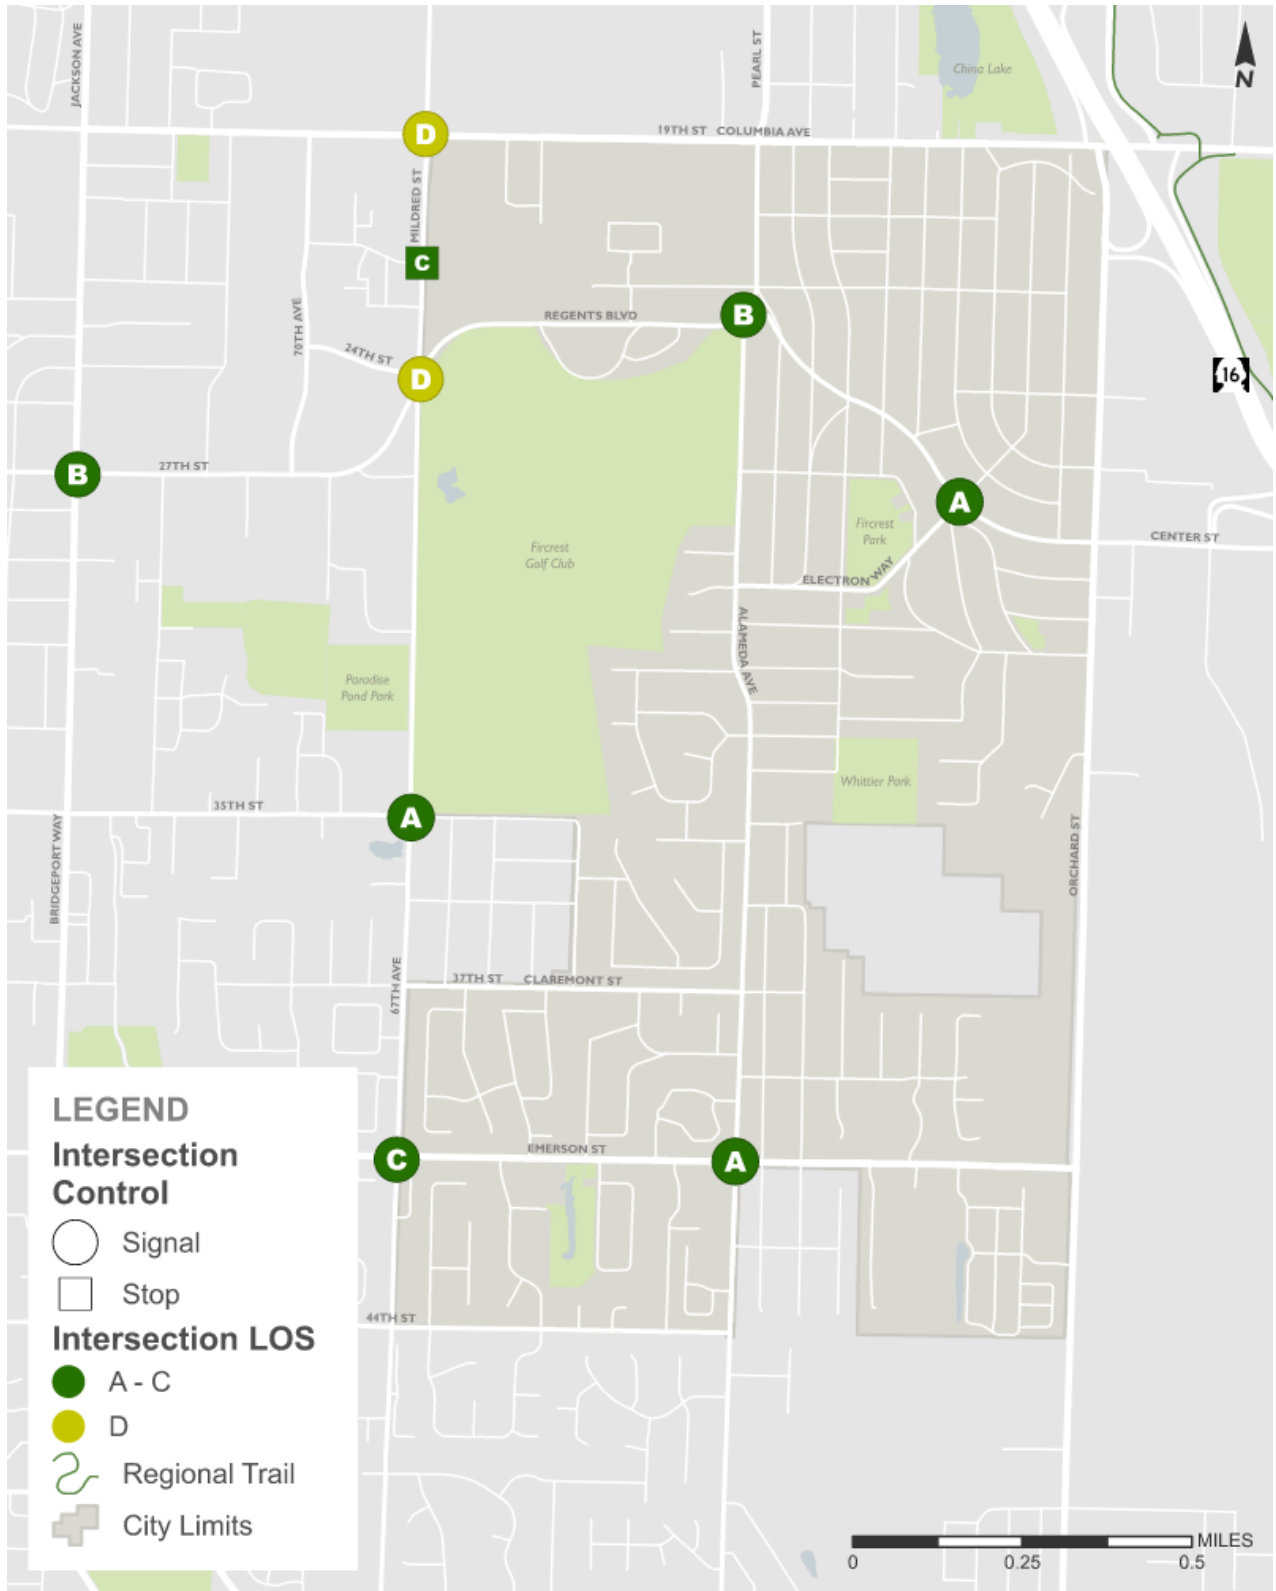 JACKSON AVE
PEARL ST
China Lake
N
D
19TH ST COLUMBIA AVE
MILDRED ST
C
70TH AVE
24TH ST
REGENTS BLVD
B
D
16
B
27TH ST
A
Fircrest
Park
CENTER ST
Fircrest
Golf Club
ELECTRON WAY
ALAMEDA AVE
Paradise
Pond Park
Whittier Park
35TH ST
A
BRIDGEPORT WAY
ORCHARD ST
67TH AVE
37TH ST CLAREMONT ST
C
EMERSON ST
A
44TH ST
LEGEND
Intersection
Control
Signal
Stop
Intersection LOS
A - C
D
Regional Trail
City Limits
MILES
0 0.25 0.5